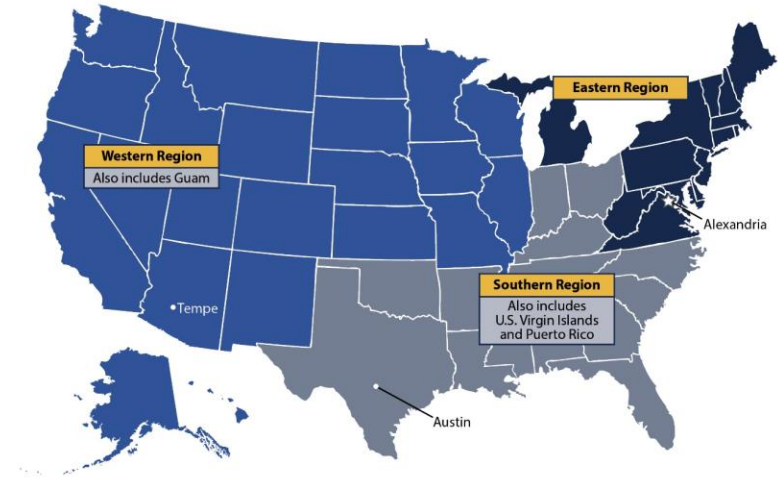 Eastern Region
Western Region
Also includes Guam
Alexandria
Southern Region
Also includes
U.S. Virgin Islands
and Puerto Rico
Tempe
Austin